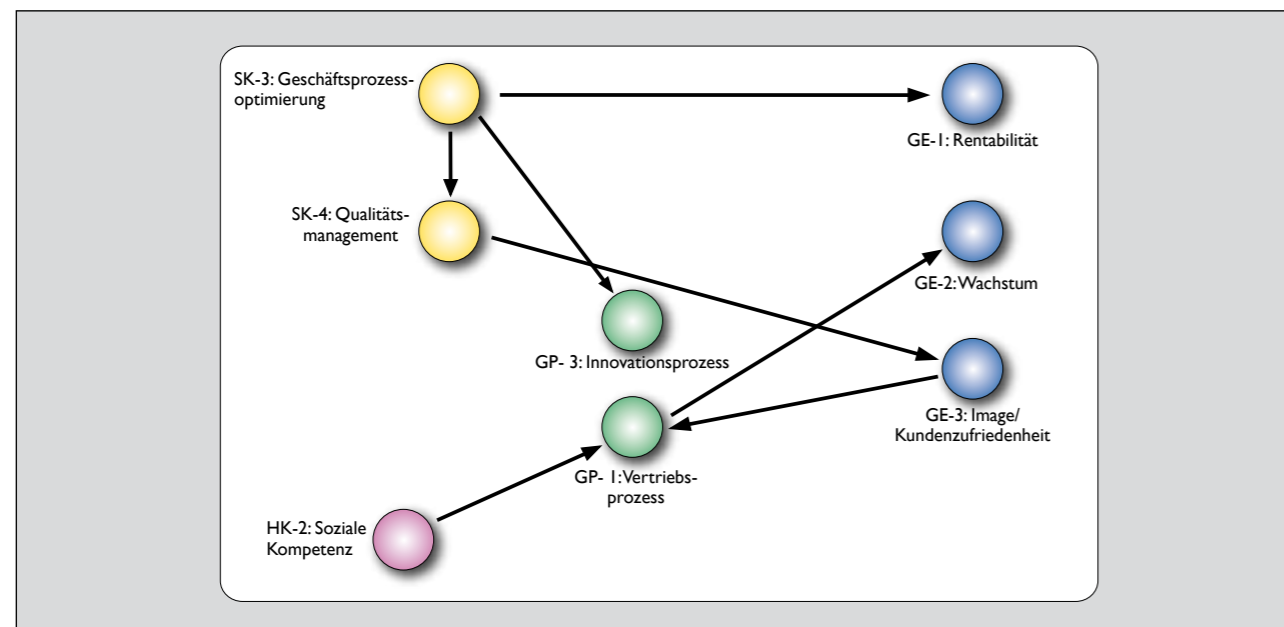 SK-3: Geschäftsprozess-
optimierung
GE-1: Rentabilität
SK-4: Qualitäts-
management
GE-2: Wachstum
GP- 3: Innovationsprozess
GE-3: Image/
Kundenzufriedenheit
GP- 1: Vertriebs-
prozess
HK-2: Soziale
Kompetenz